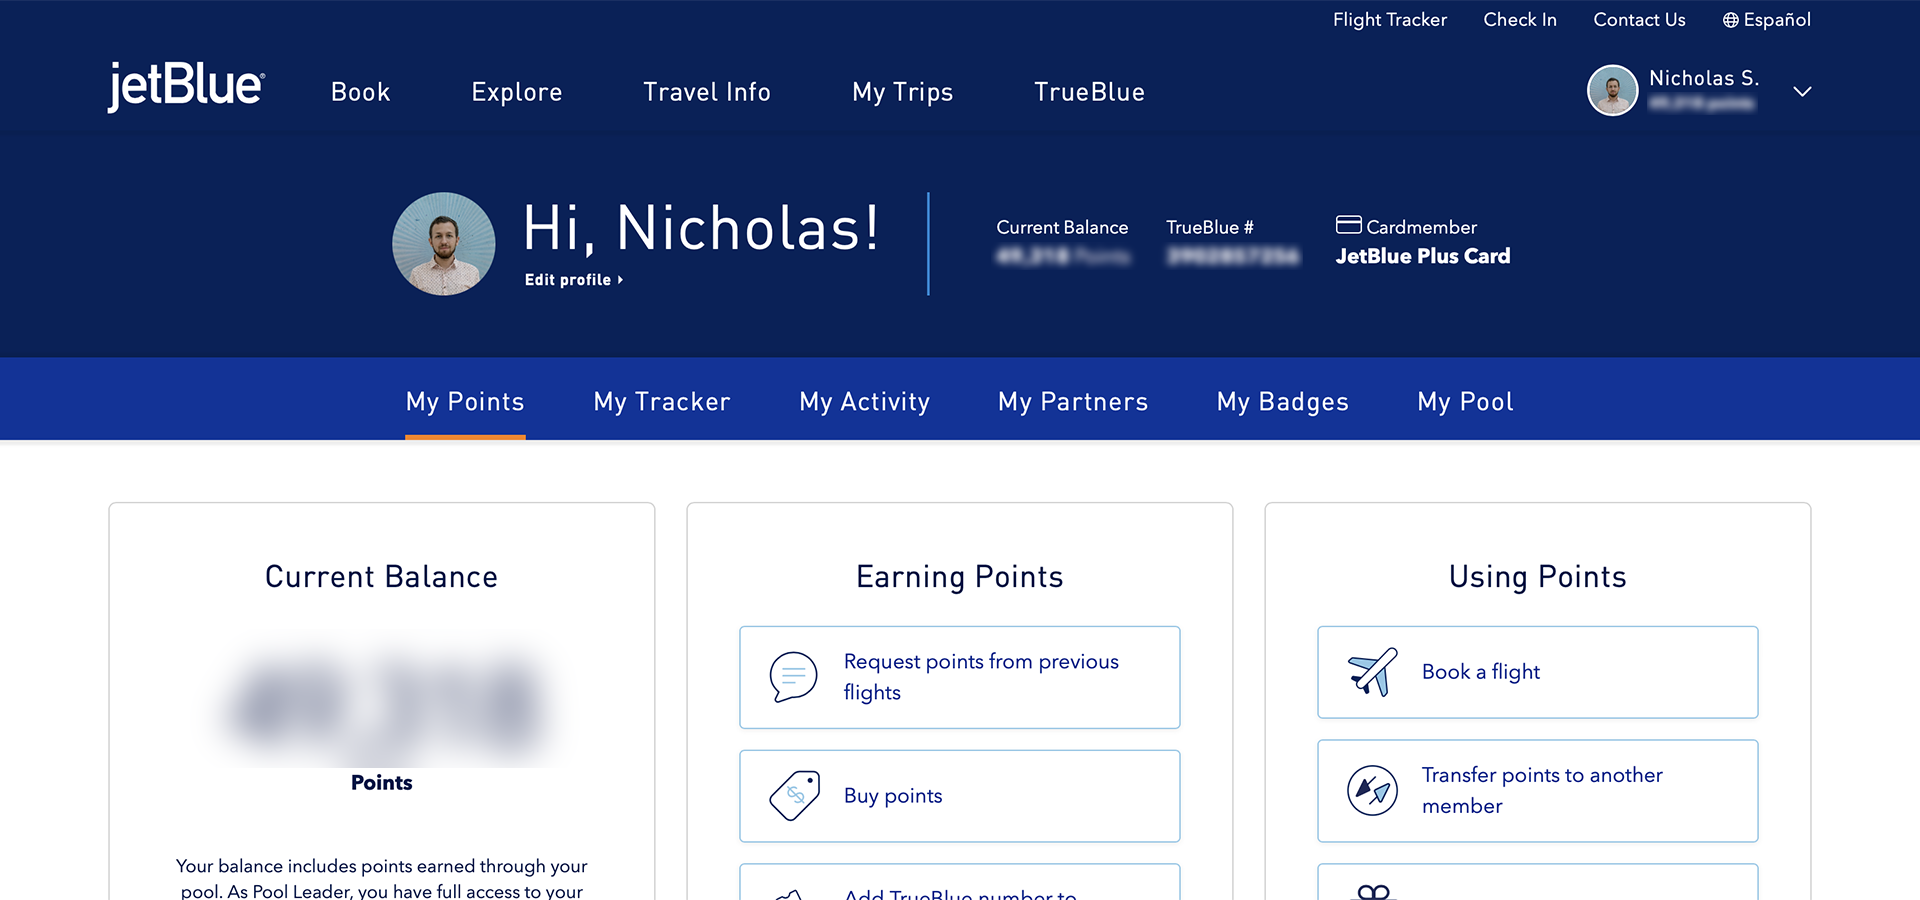 Flight Tracker Check In Contact Us Español
jetBlue
Book Explore Travel Info My Trips TrueBlue
Nicholas S.
Hi, Nicholas!
Edit profile
Current Balance
TrueBlue #
Cardmember
JetBlue Plus Card
My Points My Tracker My Activity My Partners My Badges My Pool
Current Balance
Points
Your balance includes points earned through your
pool. As Pool Leader, you have full access to your
Earning Points
Request points from previous
flights
Buy points
Add TrueBlue number to
Using Points
Book a flight
Transfer points to another
member